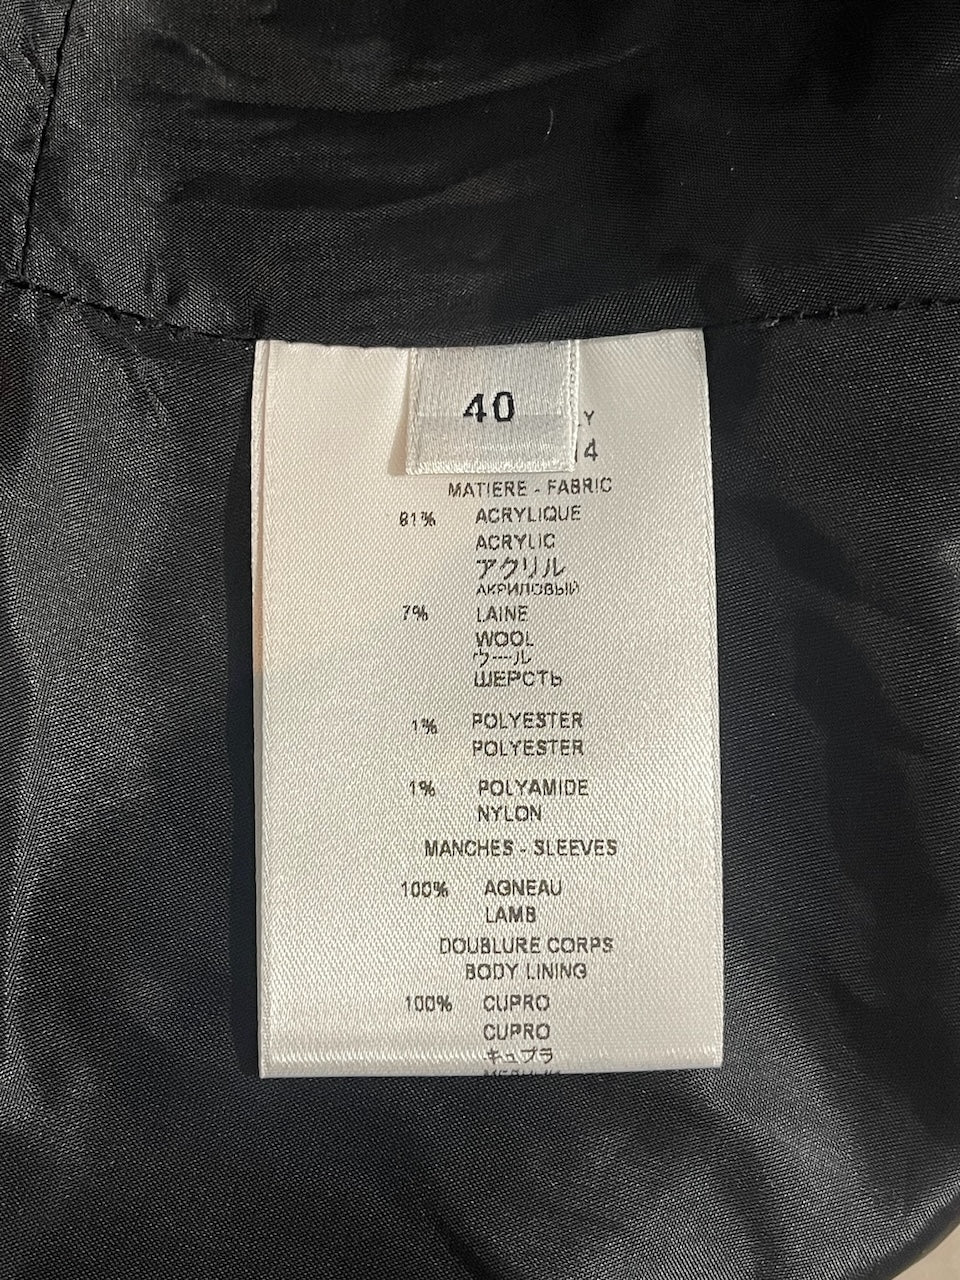 40
Y
14
MATIERE - FABRIC
81% ACRYLIQUE
ACRYLIC
アクリル
АКРИЛОВЫЙ
7% LAINE
WOOL
ウール
ШЕРСТЬ
1% POLYESTER
POLYESTER
1% POLYAMIDE
NYLON
MANCHES - SLEEVES
100% AGNEAU
LAMB
DOUBLURE CORPS
BODY LINING
100% CUPRO
CUPRO
キュプラ